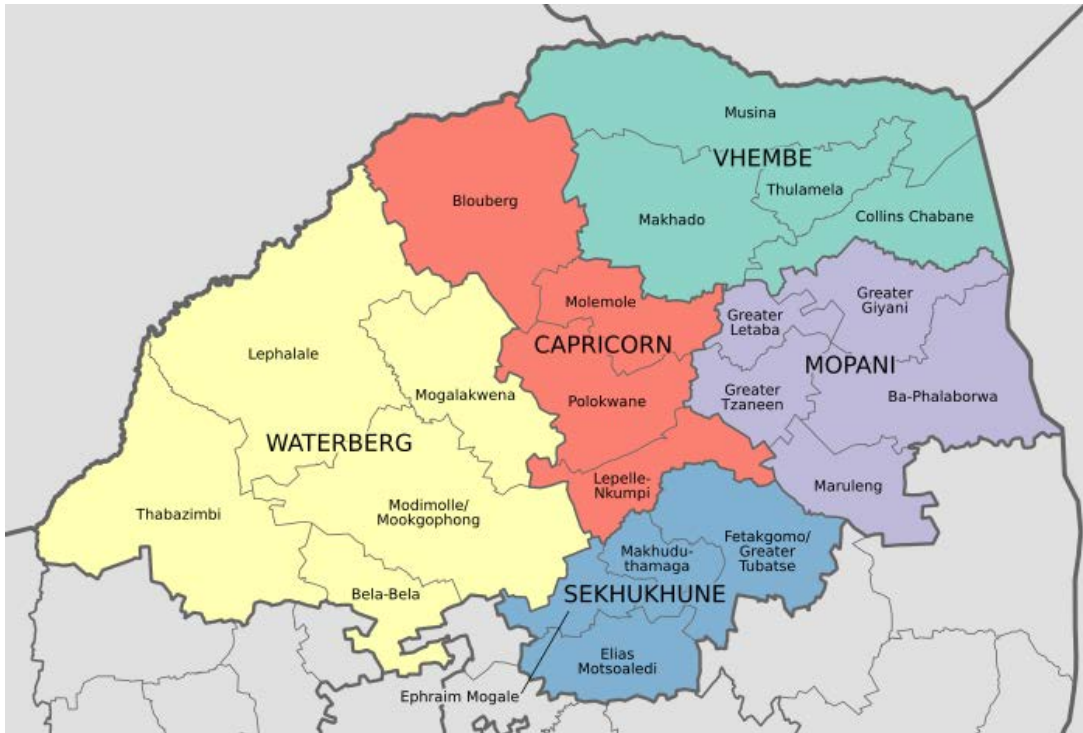 Musina
VHEMBE
Thulamela
Blouberg
Makhado
Collins Chabane
Molemole
Greater
Giyani
Greater
Letaba
CAPRICORN
Lephalale
MOPANI
Mogalakwena
Polokwane
Greater
Tzaneen
Ba-Phalaborwa
WATERBERG
Lepelle-
Nkumpi
Maruleng
Thabazimbi
Modimolle/
Mookgophong
Makhudu-
thamaga
Fetakgomo/
Greater
Tubatse
Bela-Bela
SEKHUKHUNE
Elias
Motsoaledi
Ephraim Mogale